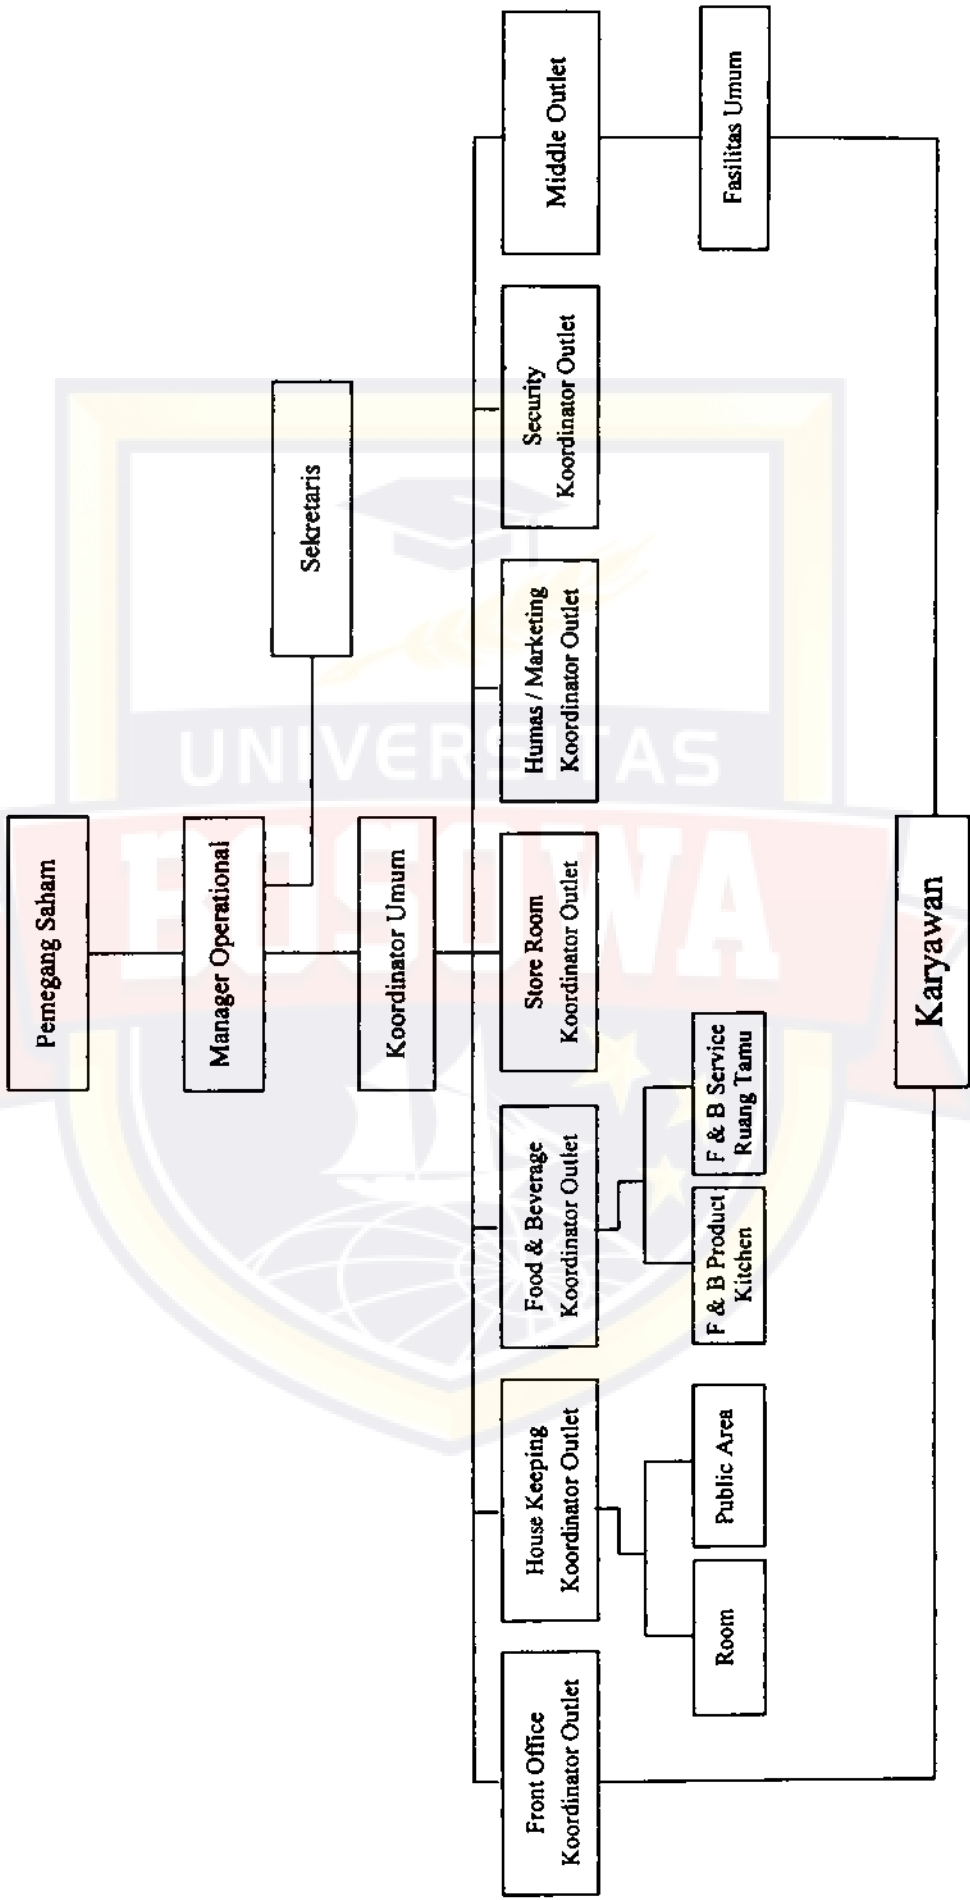 Pemegang Saham
Manager Operational
Sekretaris
Koordinator Umum
Front Office
Koordinator Outlet
House Keeping
Koordinator Outlet
Food & Beverage
Koordinator Outlet
Store Room
Koordinator Outlet
Humas / Marketing
Koordinator Outlet
Security
Koordinator Outlet
Middle Outlet
Room
Public Area
F & B Product
Kitchen
F & B Service
Ruang Tamu
Fasilitas Umum
Karyawan
UNIVERSITAS
BOSOWA